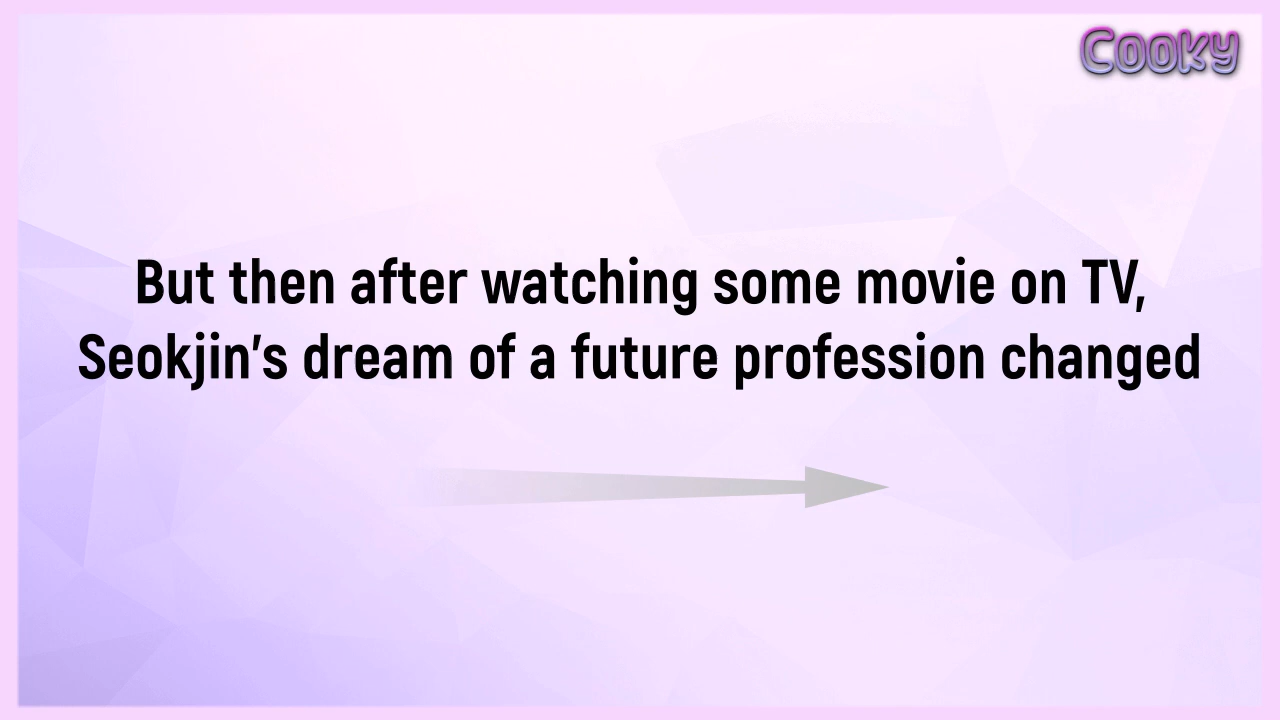 Cooky
But then after watching some movie on TV,
Seokjin's dream of a future profession changed